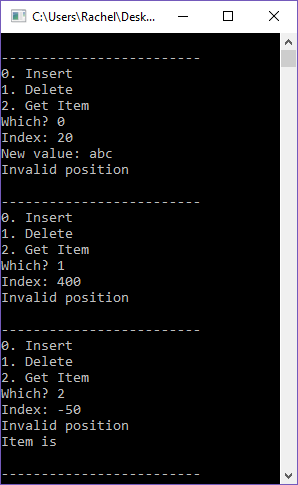 C:\Users\Rachel\Desk...
-------------------------
0. Insert
1. Delete
2. Get Item
Which? 0
Index: 20
New value: abc
Invalid position
-------------------------
0. Insert
1. Delete
2. Get Item
Which? 1
Index: 400
Invalid position
-------------------------
0. Insert
1. Delete
2. Get Item
Which? 2
Index: -50
Invalid position
Item is
-------------------------